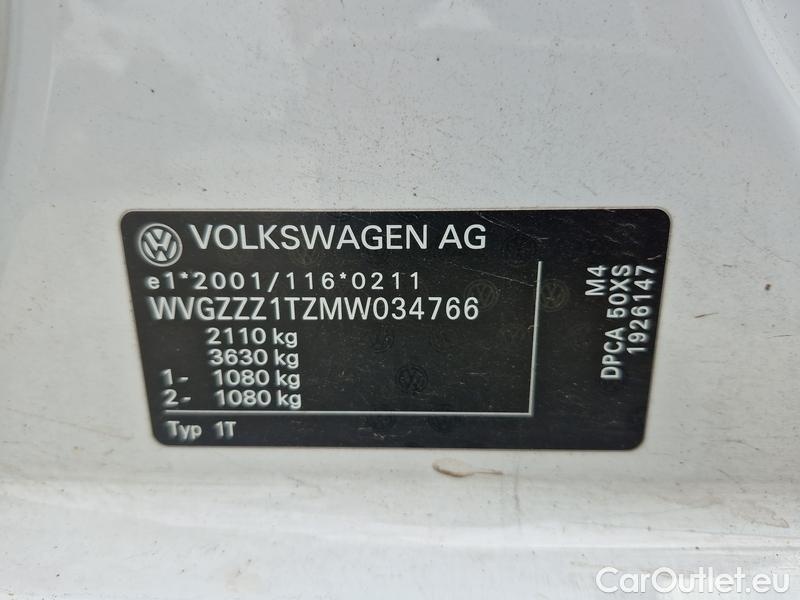 VOLKSWAGEN AG
e1*2001/116*0211
WVGZZZ1TZMW034766
2110 kg
3630 kg
1- 1080 kg
2- 1080 kg
Typ 1T
M4
DPCA 50XS
1926147
CarOutlet.eu